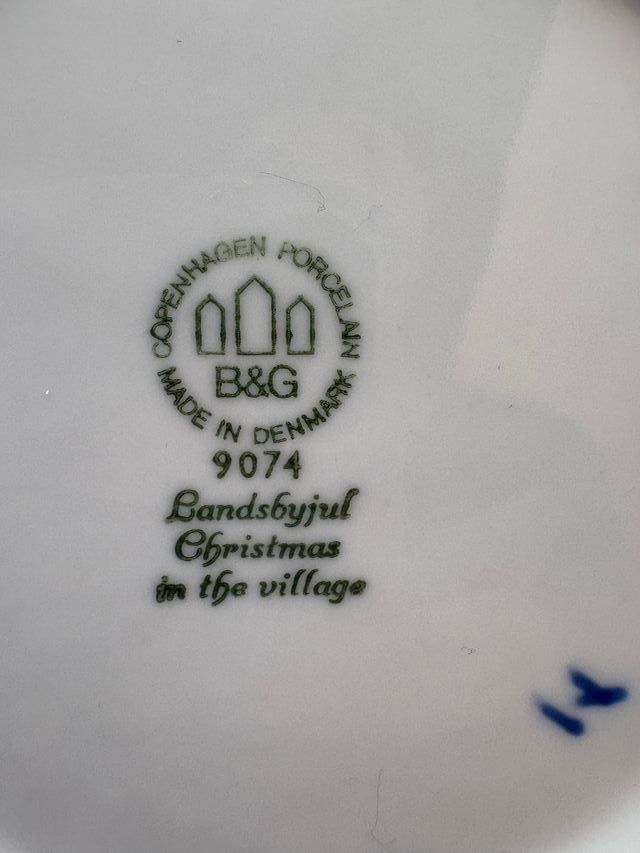 COPENHAGEN PORCELAIN
B&G
MADE IN DENMARK
9074
Landsbyjul
Christmas
in the village